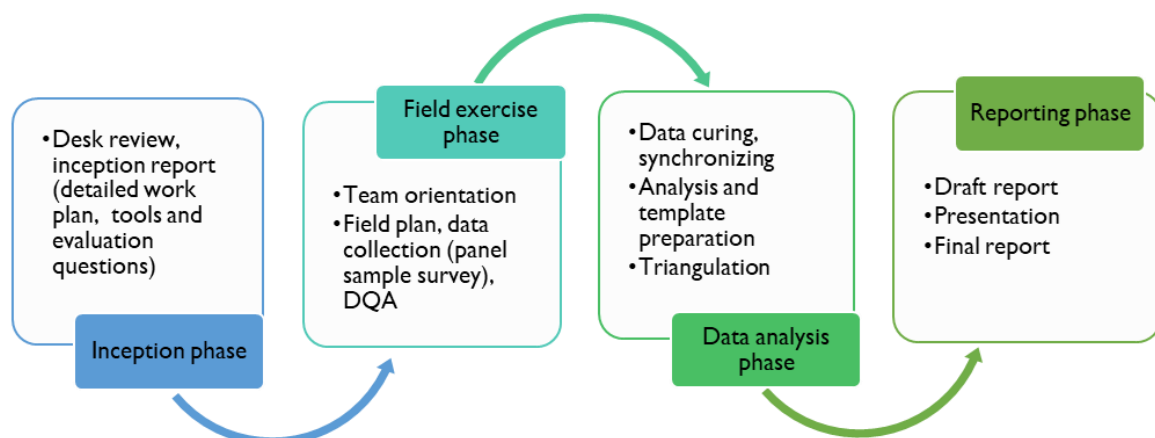 •Desk review,
inception report
(detailed work
plan, tools and
evaluation
questions)
Inception phase
Field exercise
phase
•Team orientation
•Field plan, data
collection (panel
sample survey),
DQA
•Data curing,
synchronizing
•Analysis and
template
preparation
•Triangulation
Data analysis
phase
Reporting phase
•Draft report
•Presentation
•Final report